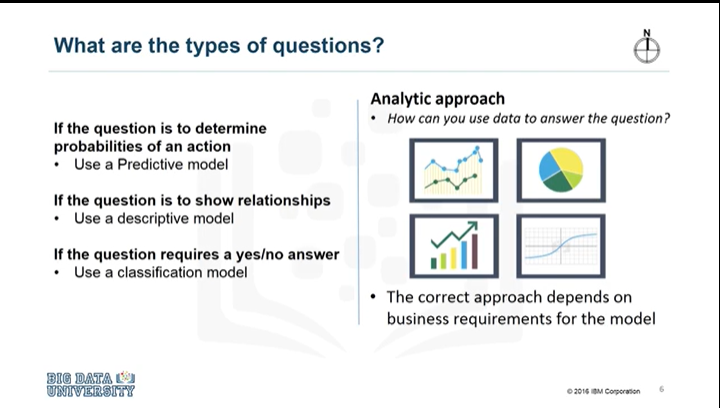 What are the types of questions?
N
If the question is to determine
probabilities of an action
• Use a Predictive model
If the question is to show relationships
• Use a descriptive model
If the question requires a yes/no answer
• Use a classification model
Analytic approach
• How can you use data to answer the question?
• The correct approach depends on
business requirements for the model
BIG DATA
UNIVERSITY
© 2016 IBM Corporation
6